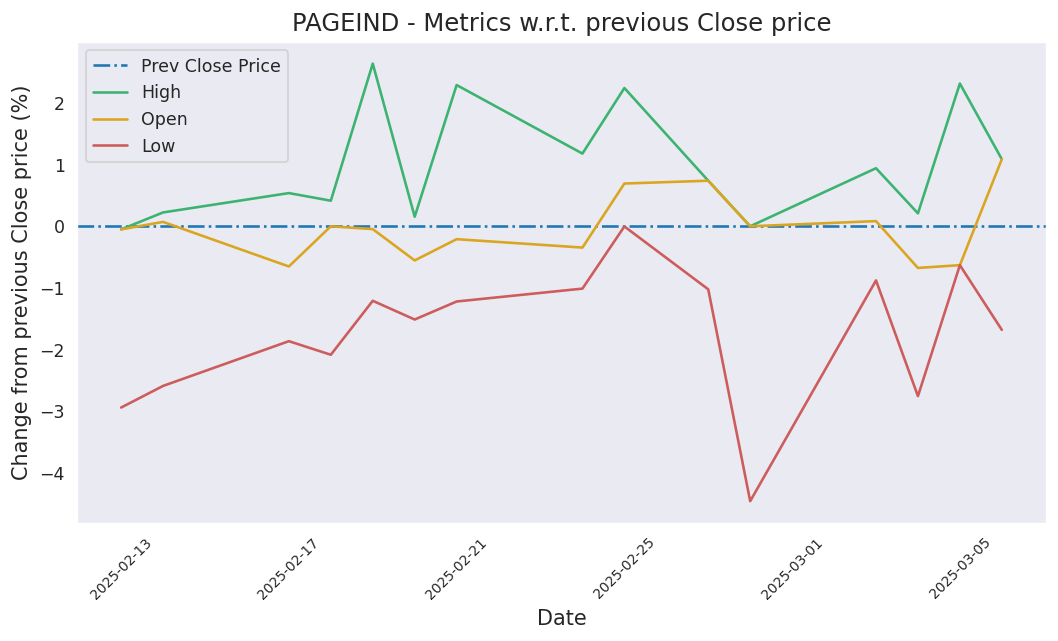 PAGEIND - Metrics w.r.t. previous Close price
Prev Close Price
High
Open
Low
Change from previous Close price (%)
2
1
0
−1
−2
−3
−4
2025-02-13
2025-02-17
2025-02-21
2025-02-25
2025-03-01
2025-03-05
Date